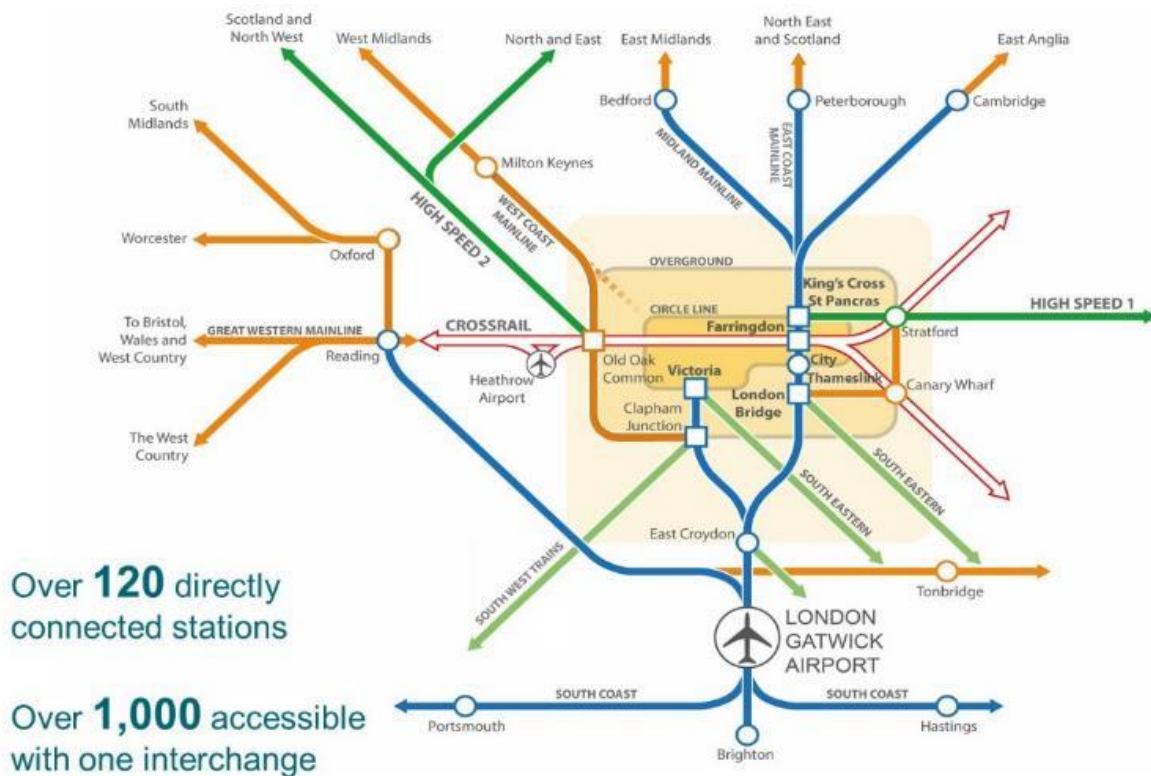 Scotland and
North West
West Midlands
North and East
East Midlands
North East
and Scotland
East Anglia
South
Midlands
Bedford
Peterborough
Cambridge
MIDLAND MAINLINE
EAST COAST
MAINLINE
Milton Keynes
WEST COAST
MAINLINE
HIGH SPEED 2
Worcester
Oxford
OVERGROUND
King's Cross
St Pancras
HIGH SPEED 1
CIRCLE LINE
To Bristol,
Wales and
West Country
GREAT WESTERN MAINLINE
Reading
CROSSRAIL
Farringdon
Stratford
Heathrow
Airport
Old Oak
Common
Victoria
City
Thameslink
London
Bridge
Canary Wharf
Clapham
Junction
The West
Country
SOUTH EASTERN
SOUTH EASTERN
East Croydon
SOUTH WEST TRAINS
Tonbridge
Over 120 directly
connected stations
LONDON
GATWICK
AIRPORT
Over 1,000 accessible
with one interchange
SOUTH COAST
SOUTH COAST
Portsmouth
Hastings
Brighton